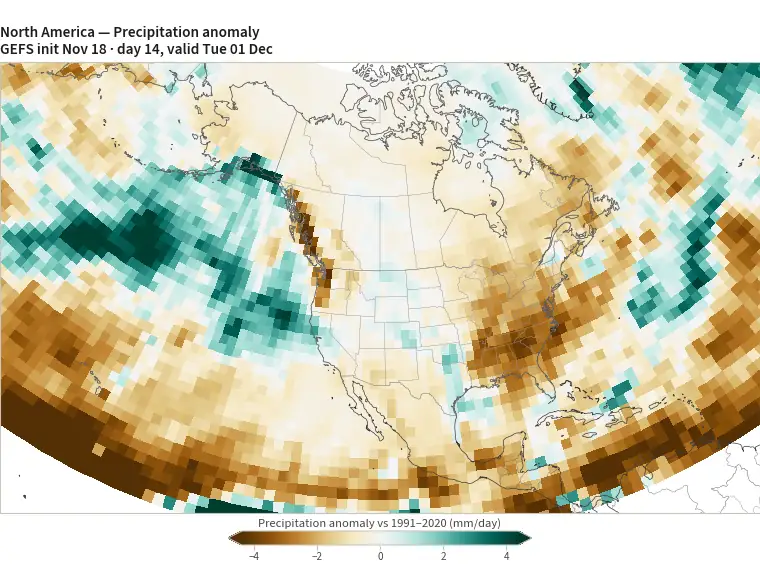 North America — Precipitation anomaly
GEFS init Nov 18 · day 14, valid Tue 01 Dec
Precipitation anomaly vs 1991–2020 (mm/day)
−4 −2 0 2 4